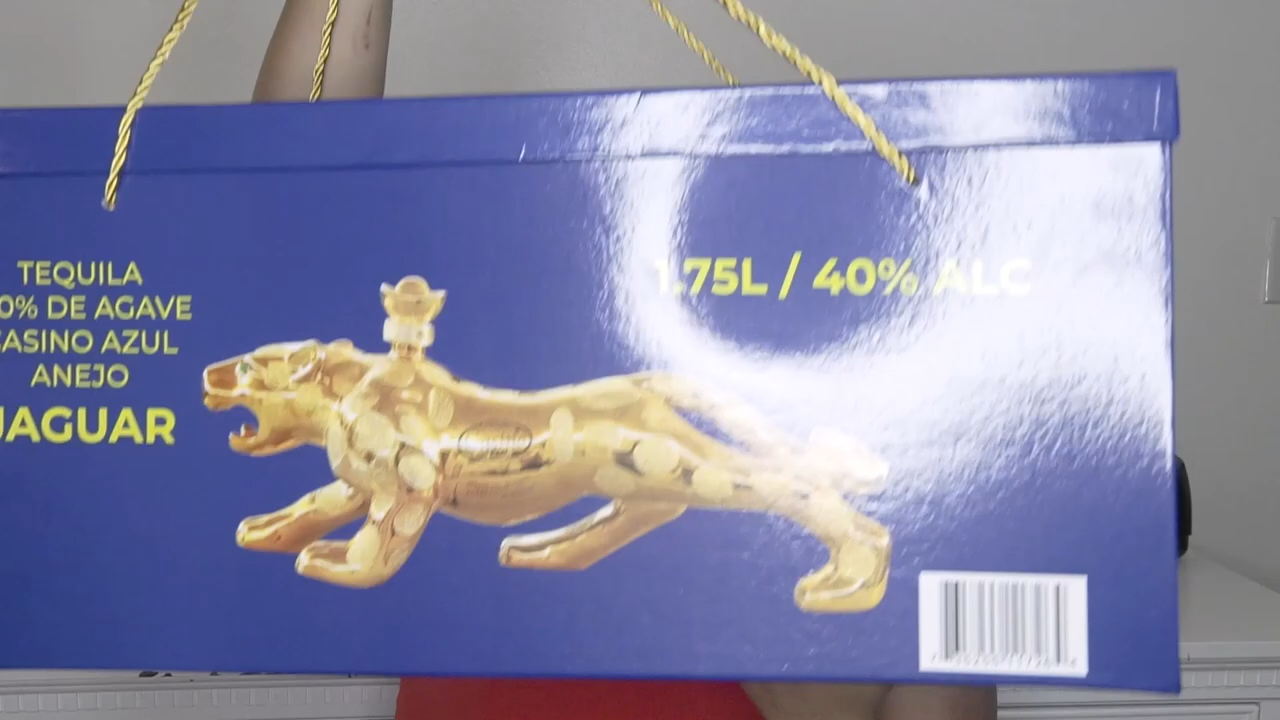 TEQUILA
0% DE AGAVE
CASINO AZUL
ANEJO
JAGUAR
1.75L / 40% ALC